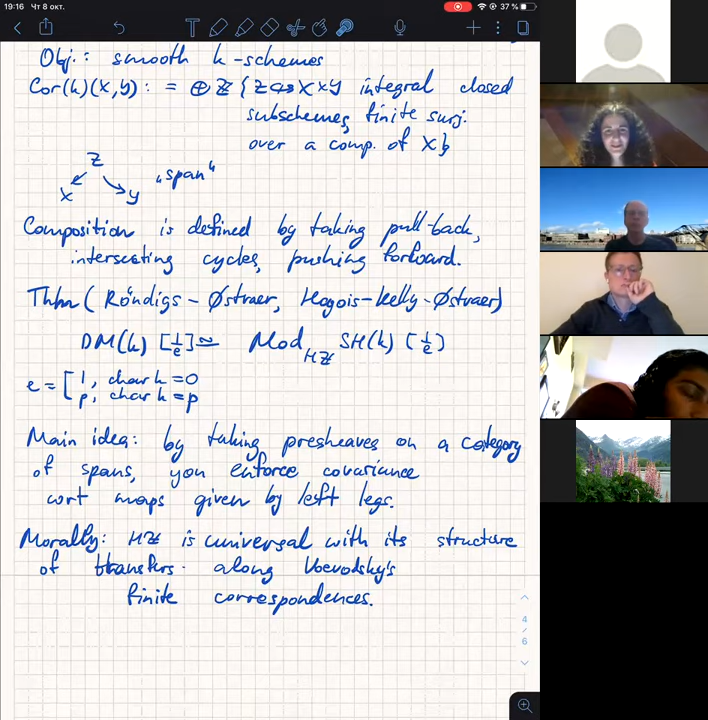 19:16 Чт 8 окт.
37 %
Obj.: smooth k-schemes
Cor(k)(X,Y) := ⊕ℤ{Z↪X×Y integral closed
subschemes, finite surj.
over a comp. of X}
Z
X Y „span“
Composition is defined by taking pull-back,
intersecting cycles, pushing forward.
Thm (Röndigs-Østvaer, Hoyois-Kelly-Østvaer)
DM(k) [1/e] ≃ Mod_Hℤ SH(k) [1/e]
e = [ 1, char k = 0
p, char k = p
Main idea: by taking presheaves on a category
of spans, you enforce covariance
wrt maps given by left legs.
Morally: Hℤ is universal with its structure
of transfers along Voevodsky's
finite correspondences.
4
/
6